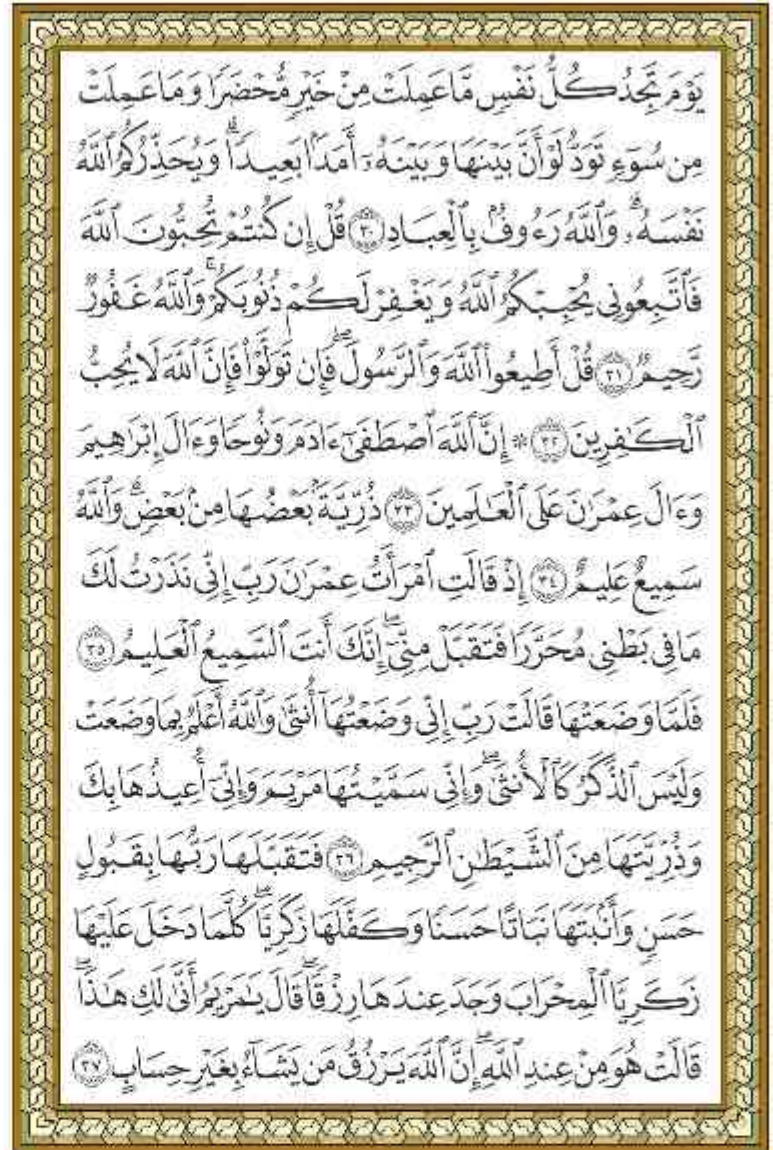 يَوْمَ تَجِدُ كُلُّ نَفْسٍ مَّا عَمِلَتْ مِنْ خَيْرٍ مُّحْضَرًا وَمَا عَمِلَتْ
مِن سُوٓءٍ تَوَدُّ لَوْ أَنَّ بَيْنَهَا وَبَيْنَهُۥٓ أَمَدًۢا بَعِيدًا ۗ وَيُحَذِّرُكُمُ ٱللَّهُ
نَفْسَهُۥ ۗ وَٱللَّهُ رَءُوفٌۢ بِٱلْعِبَادِ ٣٠ قُلْ إِن كُنتُمْ تُحِبُّونَ ٱللَّهَ
فَٱتَّبِعُونِى يُحْبِبْكُمُ ٱللَّهُ وَيَغْفِرْ لَكُمْ ذُنُوبَكُمْ ۗ وَٱللَّهُ غَفُورٌ
رَّحِيمٌ ٣١ قُلْ أَطِيعُوا۟ ٱللَّهَ وَٱلرَّسُولَ ۖ فَإِن تَوَلَّوْا۟ فَإِنَّ ٱللَّهَ لَا يُحِبُّ
ٱلْكَـٰفِرِينَ ٣٢ ۞ إِنَّ ٱللَّهَ ٱصْطَفَىٰٓ ءَادَمَ وَنُوحًا وَءَالَ إِبْرَٰهِيمَ
وَءَالَ عِمْرَٰنَ عَلَى ٱلْعَـٰلَمِينَ ٣٣ ذُرِّيَّةًۢ بَعْضُهَا مِنۢ بَعْضٍ ۗ وَٱللَّهُ
سَمِيعٌ عَلِيمٌ ٣٤ إِذْ قَالَتِ ٱمْرَأَتُ عِمْرَٰنَ رَبِّ إِنِّى نَذَرْتُ لَكَ
مَا فِى بَطْنِى مُحَرَّرًا فَتَقَبَّلْ مِنِّىٓ ۖ إِنَّكَ أَنتَ ٱلسَّمِيعُ ٱلْعَلِيمُ ٣٥
فَلَمَّا وَضَعَتْهَا قَالَتْ رَبِّ إِنِّى وَضَعْتُهَآ أُنثَىٰ وَٱللَّهُ أَعْلَمُ بِمَا وَضَعَتْ
وَلَيْسَ ٱلذَّكَرُ كَٱلْأُنثَىٰ ۖ وَإِنِّى سَمَّيْتُهَا مَرْيَمَ وَإِنِّىٓ أُعِيذُهَا بِكَ
وَذُرِّيَّتَهَا مِنَ ٱلشَّيْطَـٰنِ ٱلرَّجِيمِ ٣٦ فَتَقَبَّلَهَا رَبُّهَا بِقَبُولٍ
حَسَنٍ وَأَنۢبَتَهَا نَبَاتًا حَسَنًا وَكَفَّلَهَا زَكَرِيَّا ۖ كُلَّمَا دَخَلَ عَلَيْهَا
زَكَرِيَّا ٱلْمِحْرَابَ وَجَدَ عِندَهَا رِزْقًا ۖ قَالَ يَـٰمَرْيَمُ أَنَّىٰ لَكِ هَـٰذَا ۖ
قَالَتْ هُوَ مِنْ عِندِ ٱللَّهِ ۖ إِنَّ ٱللَّهَ يَرْزُقُ مَن يَشَآءُ بِغَيْرِ حِسَابٍ ٣٧